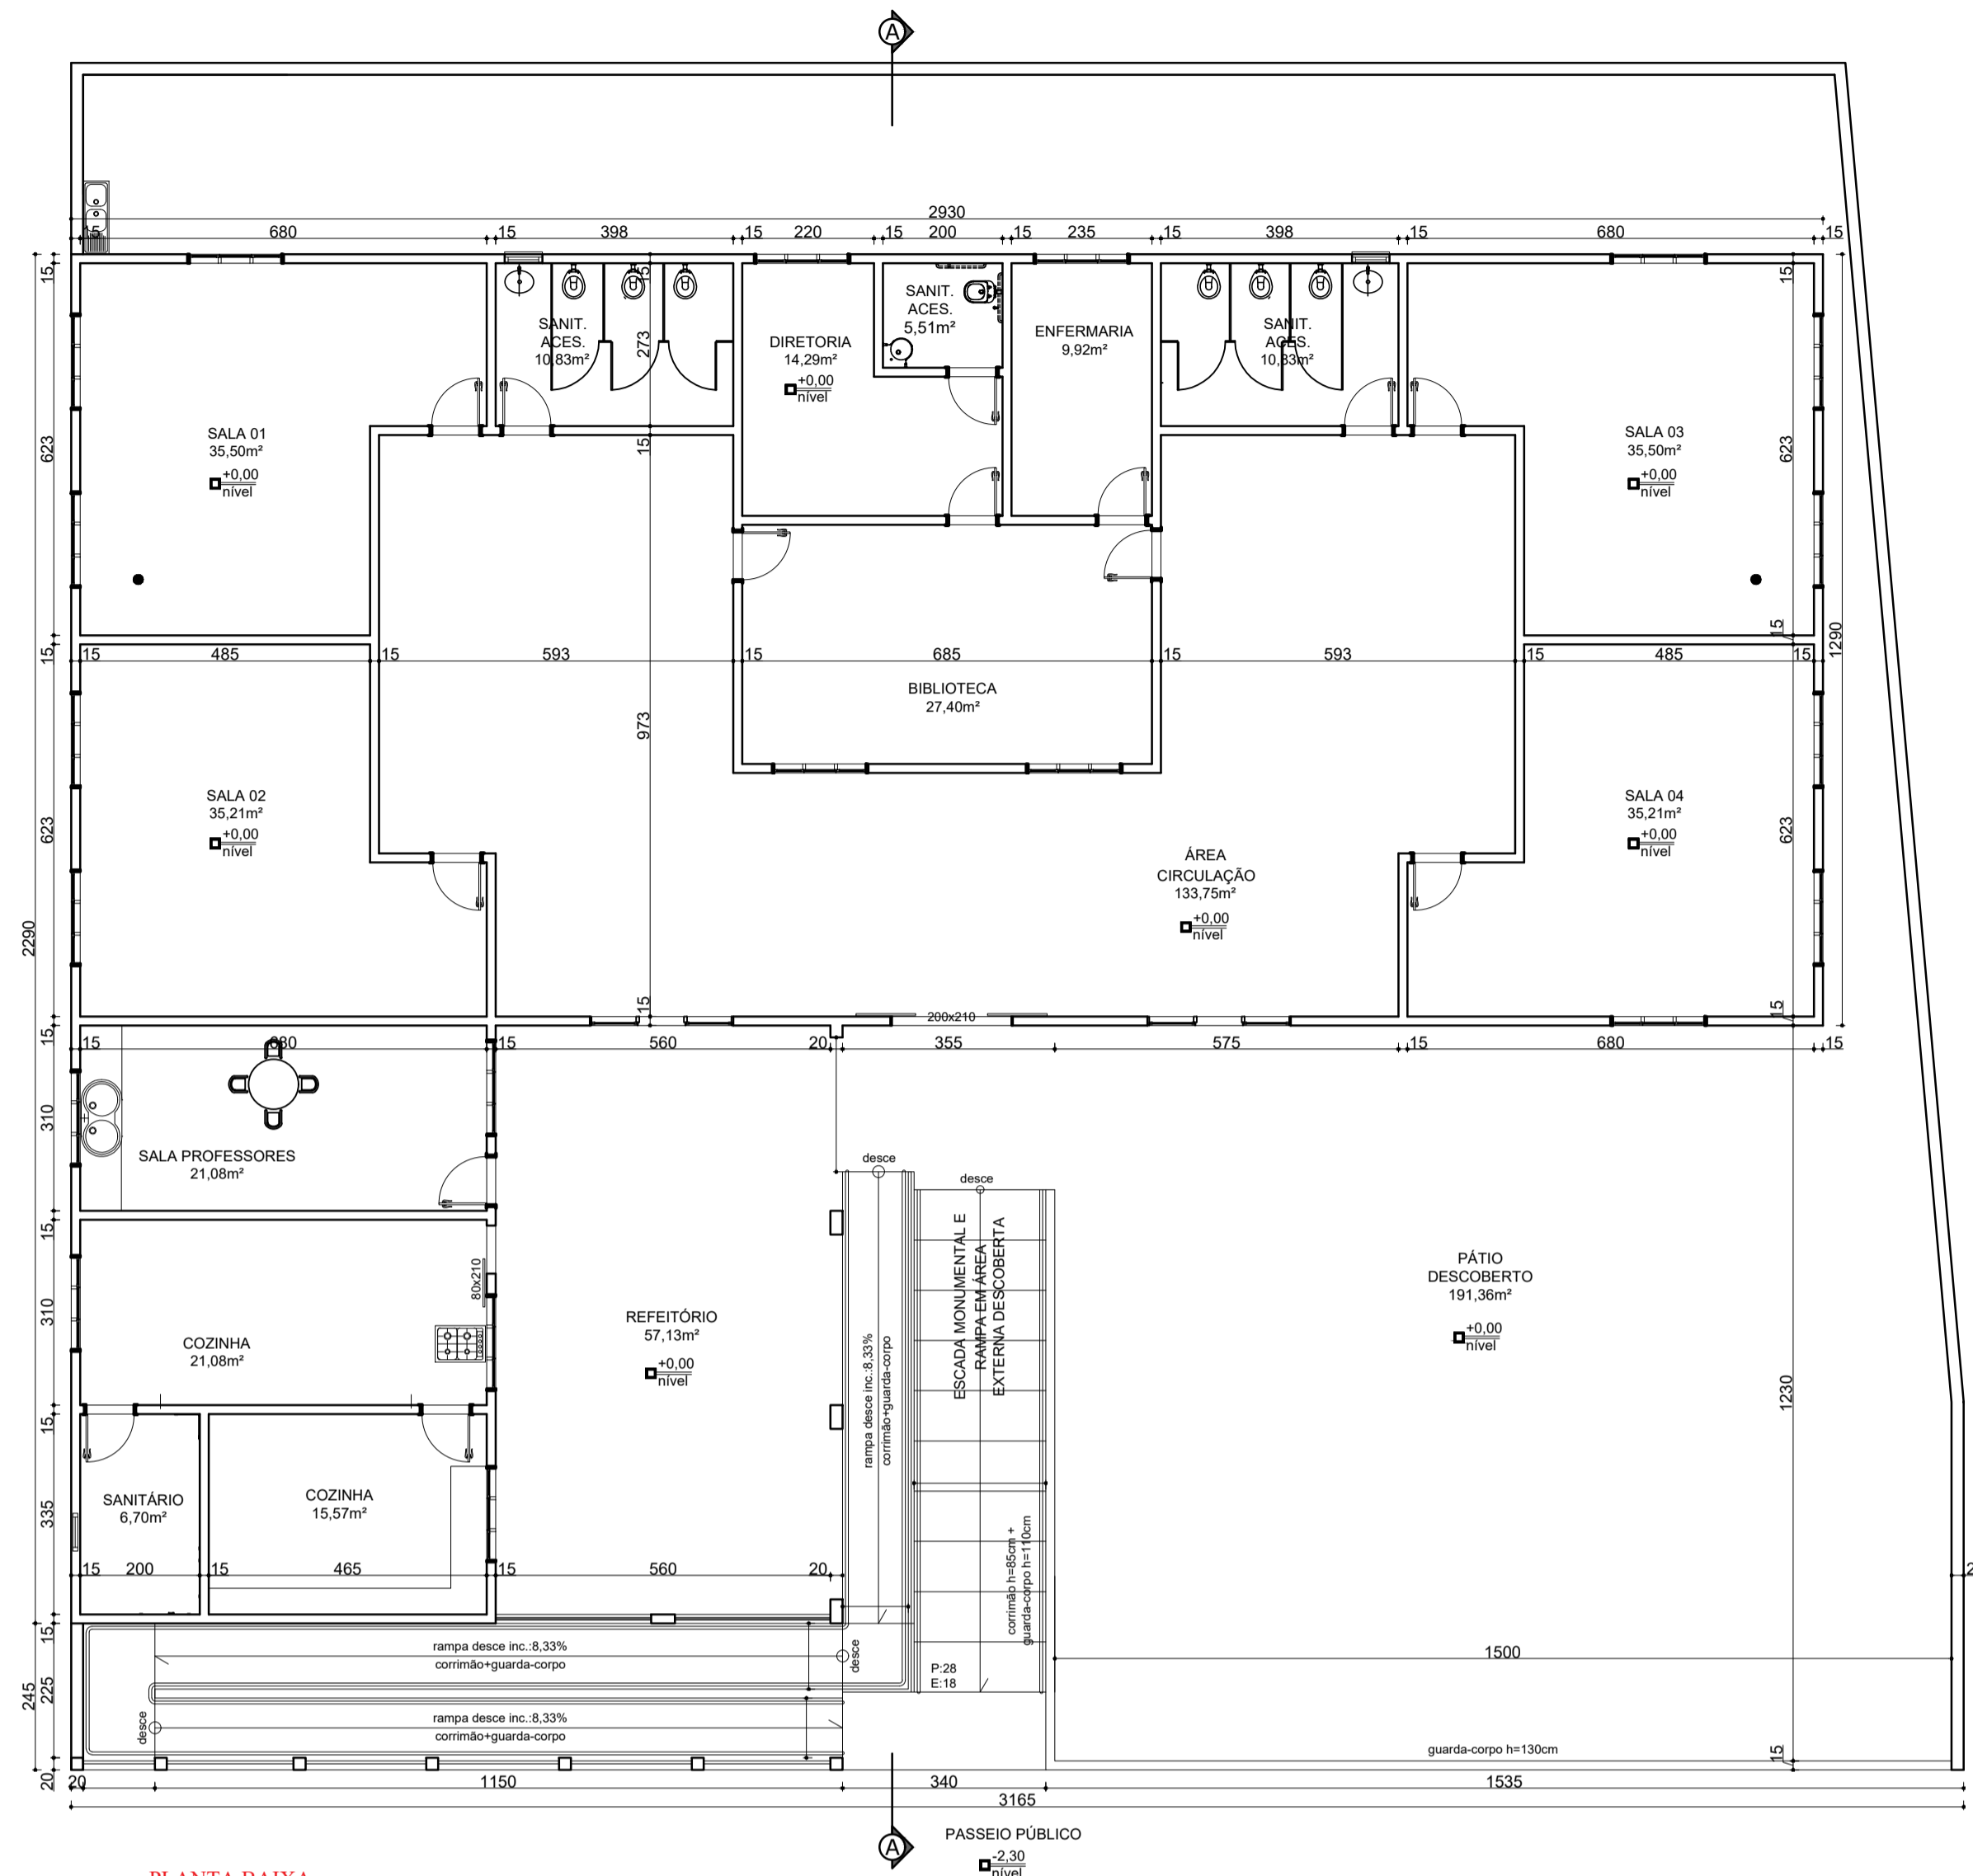 A
2930
15
680
15
398
15
220
15
200
15
235
15
398
15
680
15
15
15
15
SANIT.
ACES.
10,83m²
273
DIRETORIA
14,29m²
+0,00
nível
SANIT.
ACES.
5,51m²
ENFERMARIA
9,92m²
SANIT.
ACES.
10,83m²
SALA 01
35,50m²
+0,00
nível
623
15
SALA 03
35,50m²
+0,00
nível
623
15
1290
15
15
485
15
593
15
685
15
593
15
485
15
BIBLIOTECA
27,40m²
973
SALA 02
35,21m²
+0,00
nível
623
SALA 04
35,21m²
+0,00
nível
623
ÁREA
CIRCULAÇÃO
133,75m²
+0,00
nível
2290
15
15
200x210
15
15
680
15
560
20
355
575
15
680
15
310
SALA PROFESSORES
21,08m²
desce
desce
15
80x210
ESCADA MONUMENTAL E
RAMPA EM ÁREA
EXTERNA DESCOBERTA
PÁTIO
DESCOBERTO
191,36m²
+0,00
nível
310
COZINHA
21,08m²
REFEITÓRIO
57,13m²
+0,00
nível
rampa desce inc.:8,33%
corrimão+guarda-corpo
1230
15
335
SANITÁRIO
6,70m²
COZINHA
15,57m²
corrimão h=85cm +
guarda-corpo h=110cm
15
200
15
465
15
560
20
2
15
rampa desce inc.:8,33%
corrimão+guarda-corpo
desce
P:28
E:18
1500
245
225
desce
rampa desce inc.:8,33%
corrimão+guarda-corpo
guarda-corpo h=130cm
15
20
20
1150
340
1535
3165
A
PASSEIO PÚBLICO
-2,30
nível
PLANTA BAIXA